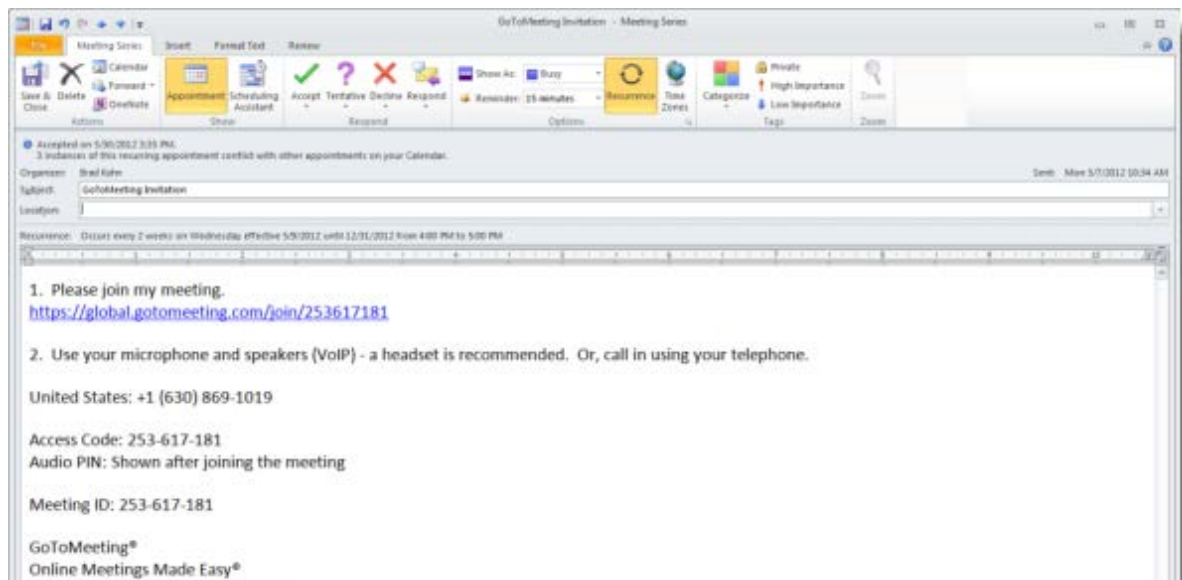 GoToMeeting Invitation - Meeting Series
File Meeting Series Insert Format Text Review
Save & Close Delete Calendar Forward OneNote
Appointment Scheduling Assistant
Accept Tentative Decline Respond
Show As: Busy
Reminder: 15 minutes
Recurrence Time Zones
Categorize Private
High Importance
Low Importance
Zoom
Actions Show Respond Options Tags Zoom
Accepted on 5/30/2012 3:35 PM.
3 instances of this recurring appointment conflict with other appointments on your Calendar.
Organizer: Brad Kuhn Sent: Mon 5/7/2012 10:34 AM
Subject: GoToMeeting Invitation
Location:
Recurrence: Occurs every 2 weeks on Wednesday effective 5/9/2012 until 12/31/2012 from 4:00 PM to 5:00 PM
1. Please join my meeting.
https://global.gotomeeting.com/join/253617181
2. Use your microphone and speakers (VoIP) - a headset is recommended. Or, call in using your telephone.
United States: +1 (630) 869-1019
Access Code: 253-617-181
Audio PIN: Shown after joining the meeting
Meeting ID: 253-617-181
GoToMeeting®
Online Meetings Made Easy®